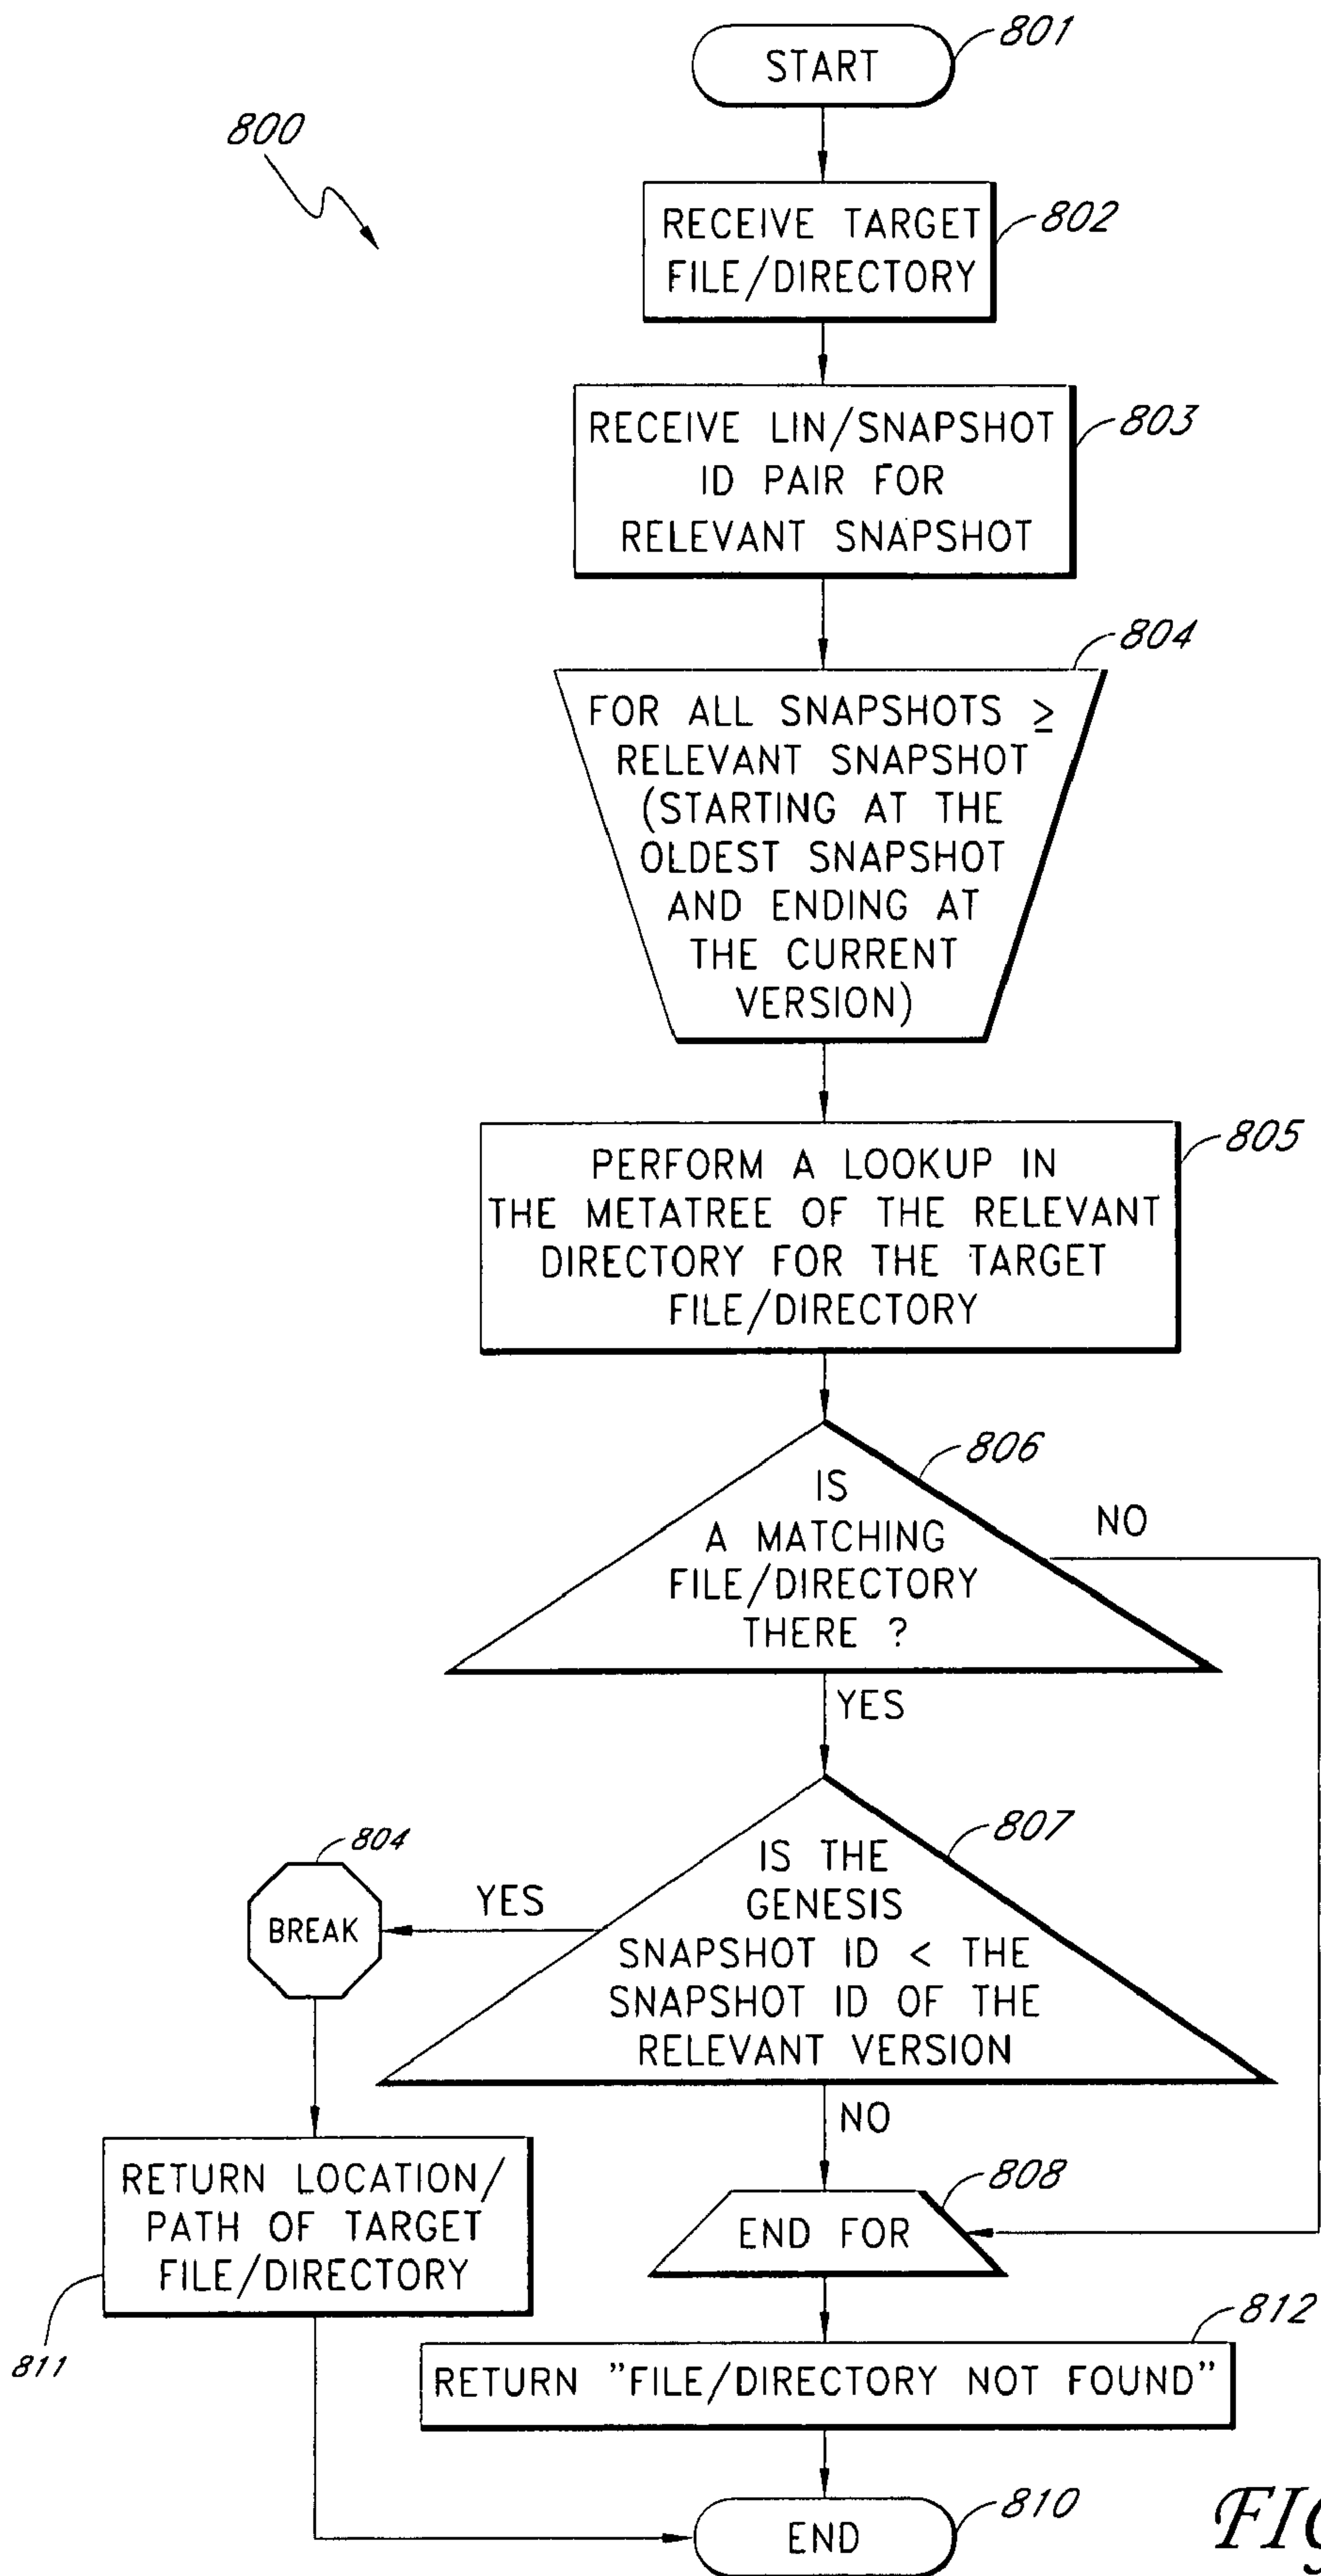 801
START
800
RECEIVE TARGET
FILE/DIRECTORY
802
RECEIVE LIN/SNAPSHOT
ID PAIR FOR
RELEVANT SNAPSHOT
803
804
FOR ALL SNAPSHOTS ≥
RELEVANT SNAPSHOT
(STARTING AT THE
OLDEST SNAPSHOT
AND ENDING AT
THE CURRENT
VERSION)
805
PERFORM A LOOKUP IN
THE METATREE OF THE RELEVANT
DIRECTORY FOR THE TARGET
FILE/DIRECTORY
806
IS
A MATCHING
FILE/DIRECTORY
THERE ?
NO
YES
807
IS THE
GENESIS
SNAPSHOT ID < THE
SNAPSHOT ID OF THE
RELEVANT VERSION
YES
804
BREAK
NO
RETURN LOCATION/
PATH OF TARGET
FILE/DIRECTORY
811
808
END FOR
812
RETURN "FILE/DIRECTORY NOT FOUND"
810
END